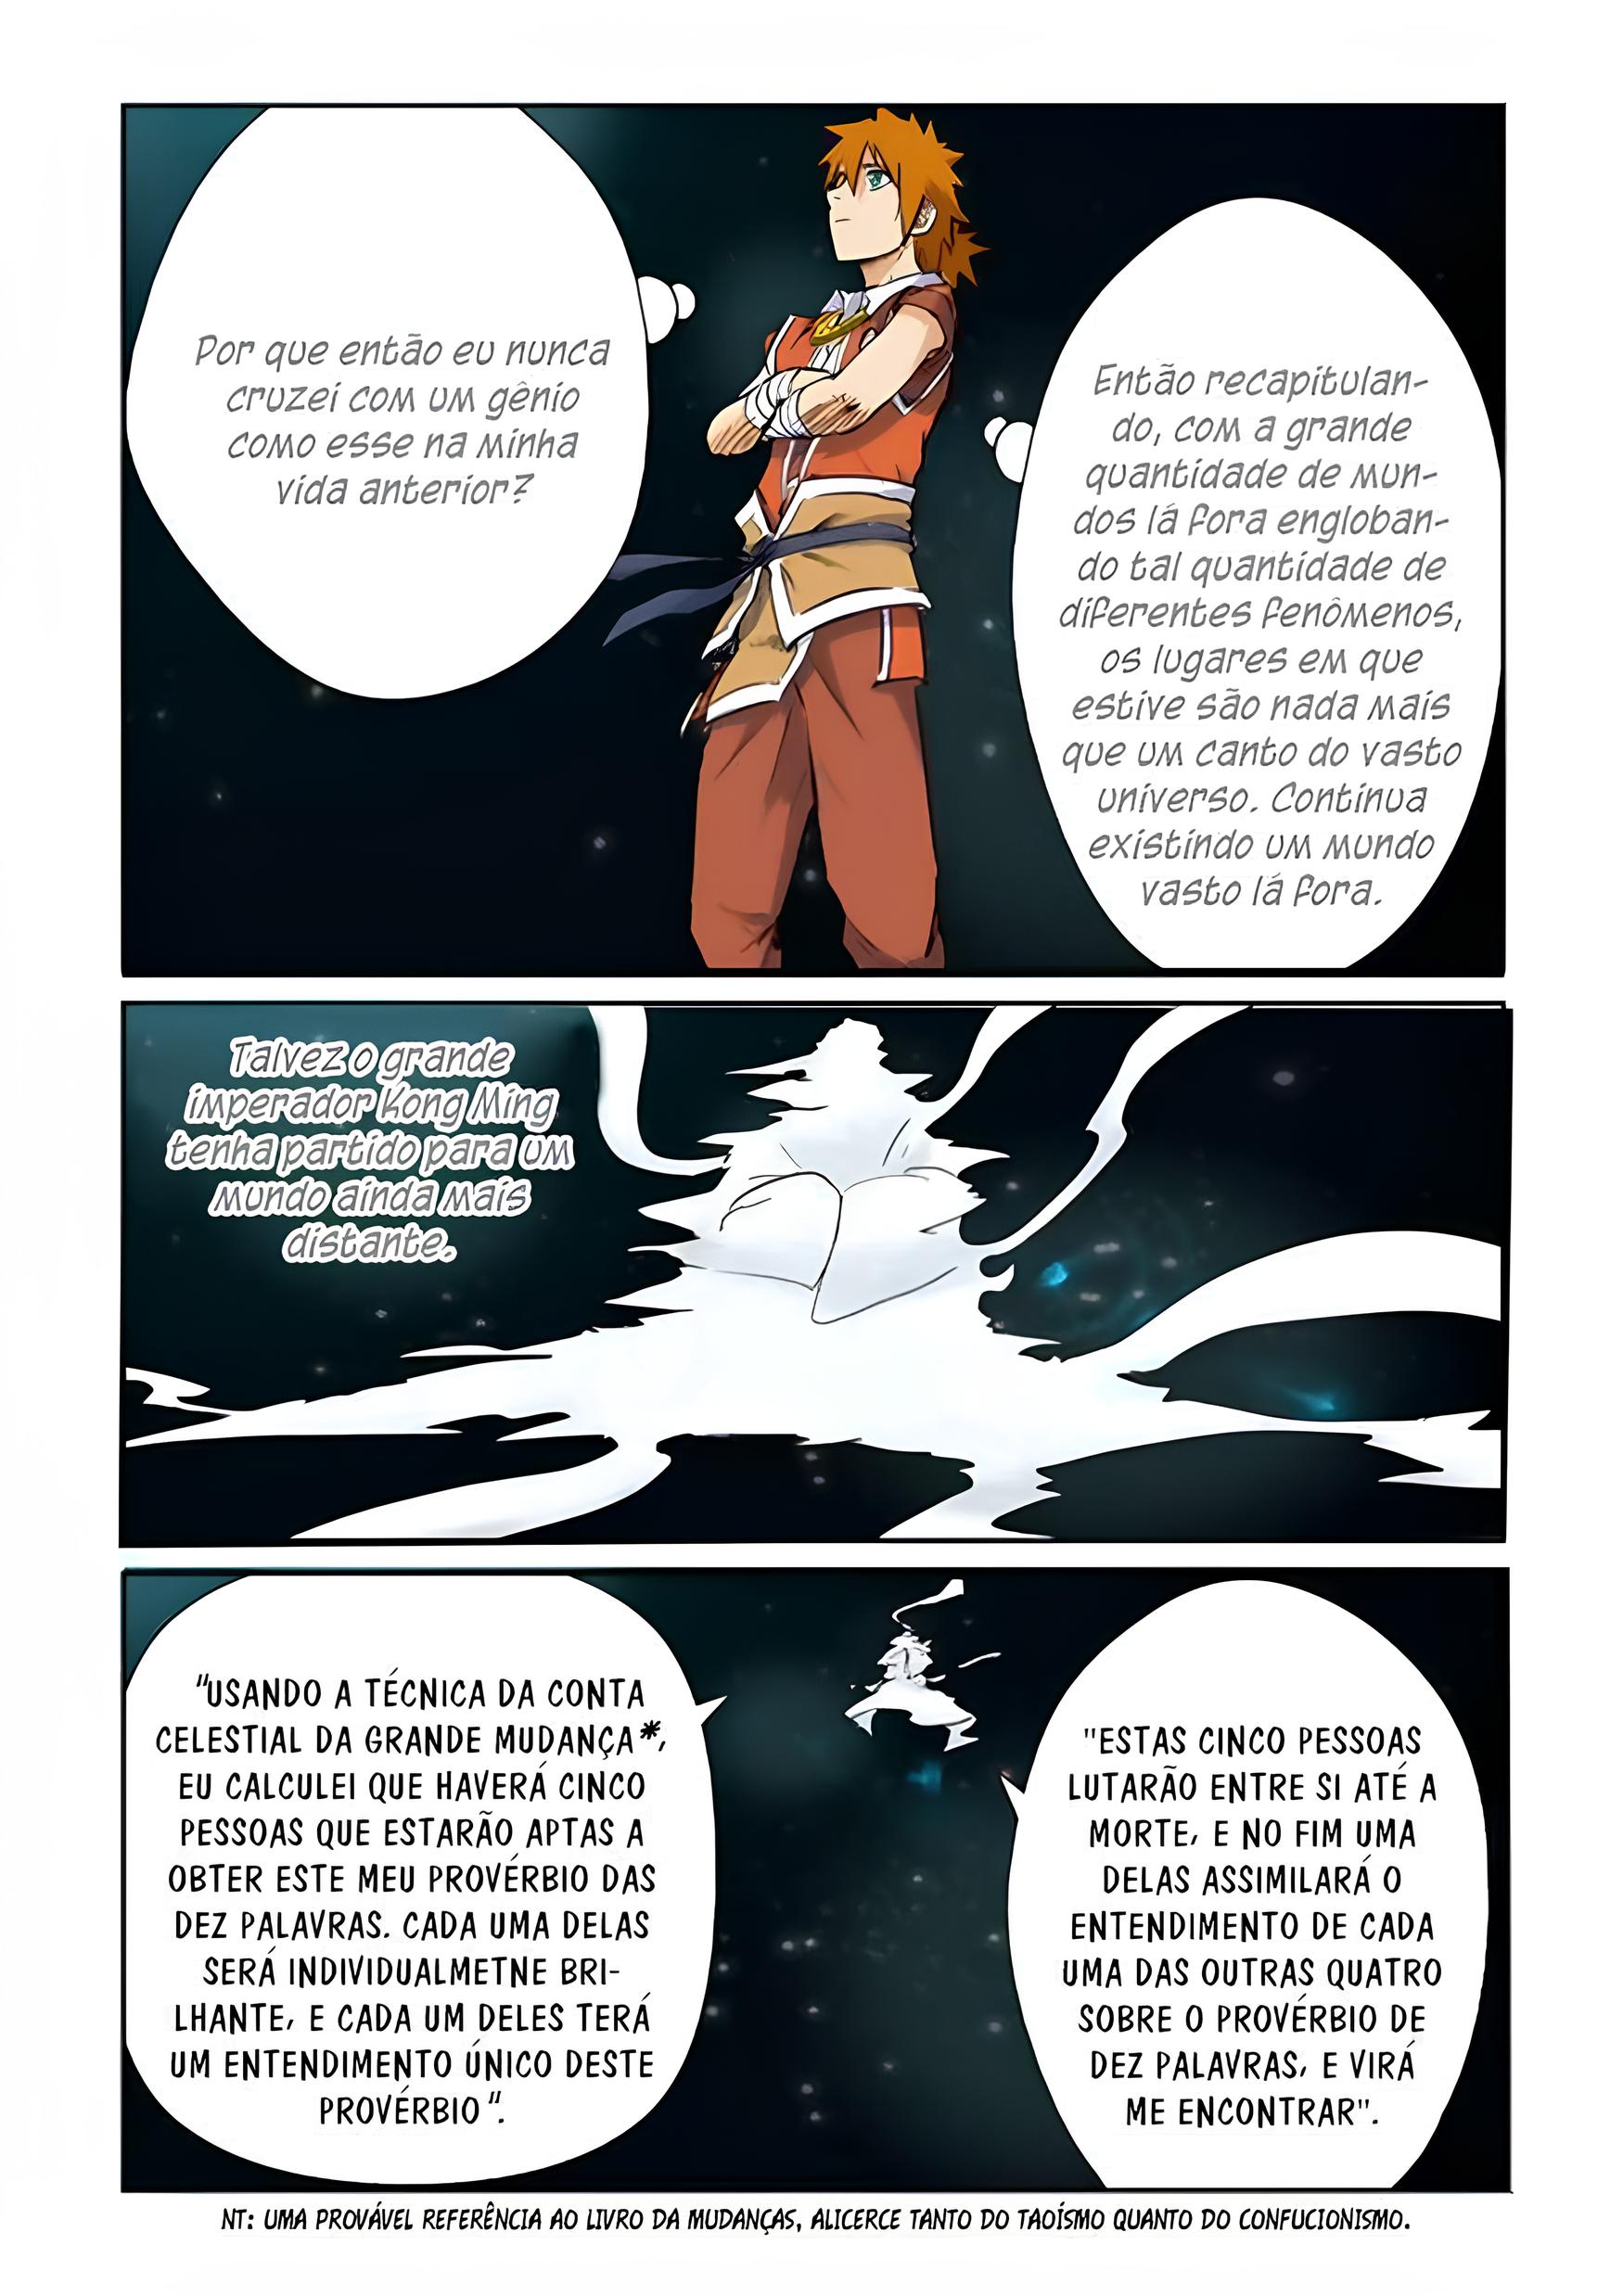 Por que então eu nunca
cruzei com um gênio
como esse na minha
vida anterior?
Então recapitulan-
do, com a grande
quantidade de mun-
dos lá fora engloban-
do tal quantidade de
diferentes fenômenos,
os lugares em que
estive são nada mais
que um canto do vasto
universo. Continua
existindo um mundo
vasto lá fora.
Talvez o grande
imperador Kong Ming
tenha partido para um
mundo ainda mais
distante.
"USANDO A TÉCNICA DA CONTA
CELESTIAL DA GRANDE MUDANÇA*,
EU CALCULEI QUE HAVERÁ CINCO
PESSOAS QUE ESTARÃO APTAS A
OBTER ESTE MEU PROVÉRBIO DAS
DEZ PALAVRAS. CADA UMA DELAS
SERÁ INDIVIDUALMETNE BRI-
LHANTE, E CADA UM DELES TERÁ
UM ENTENDIMENTO ÚNICO DESTE
PROVÉRBIO".
"ESTAS CINCO PESSOAS
LUTARÃO ENTRE SI ATÉ A
MORTE, E NO FIM UMA
DELAS ASSIMILARÁ O
ENTENDIMENTO DE CADA
UMA DAS OUTRAS QUATRO
SOBRE O PROVÉRBIO DE
DEZ PALAVRAS, E VIRÁ
ME ENCONTRAR".
NT: UMA PROVÁVEL REFERÊNCIA AO LIVRO DA MUDANÇAS, ALICERCE TANTO DO TAOÍSMO QUANTO DO CONFUCIONISMO.